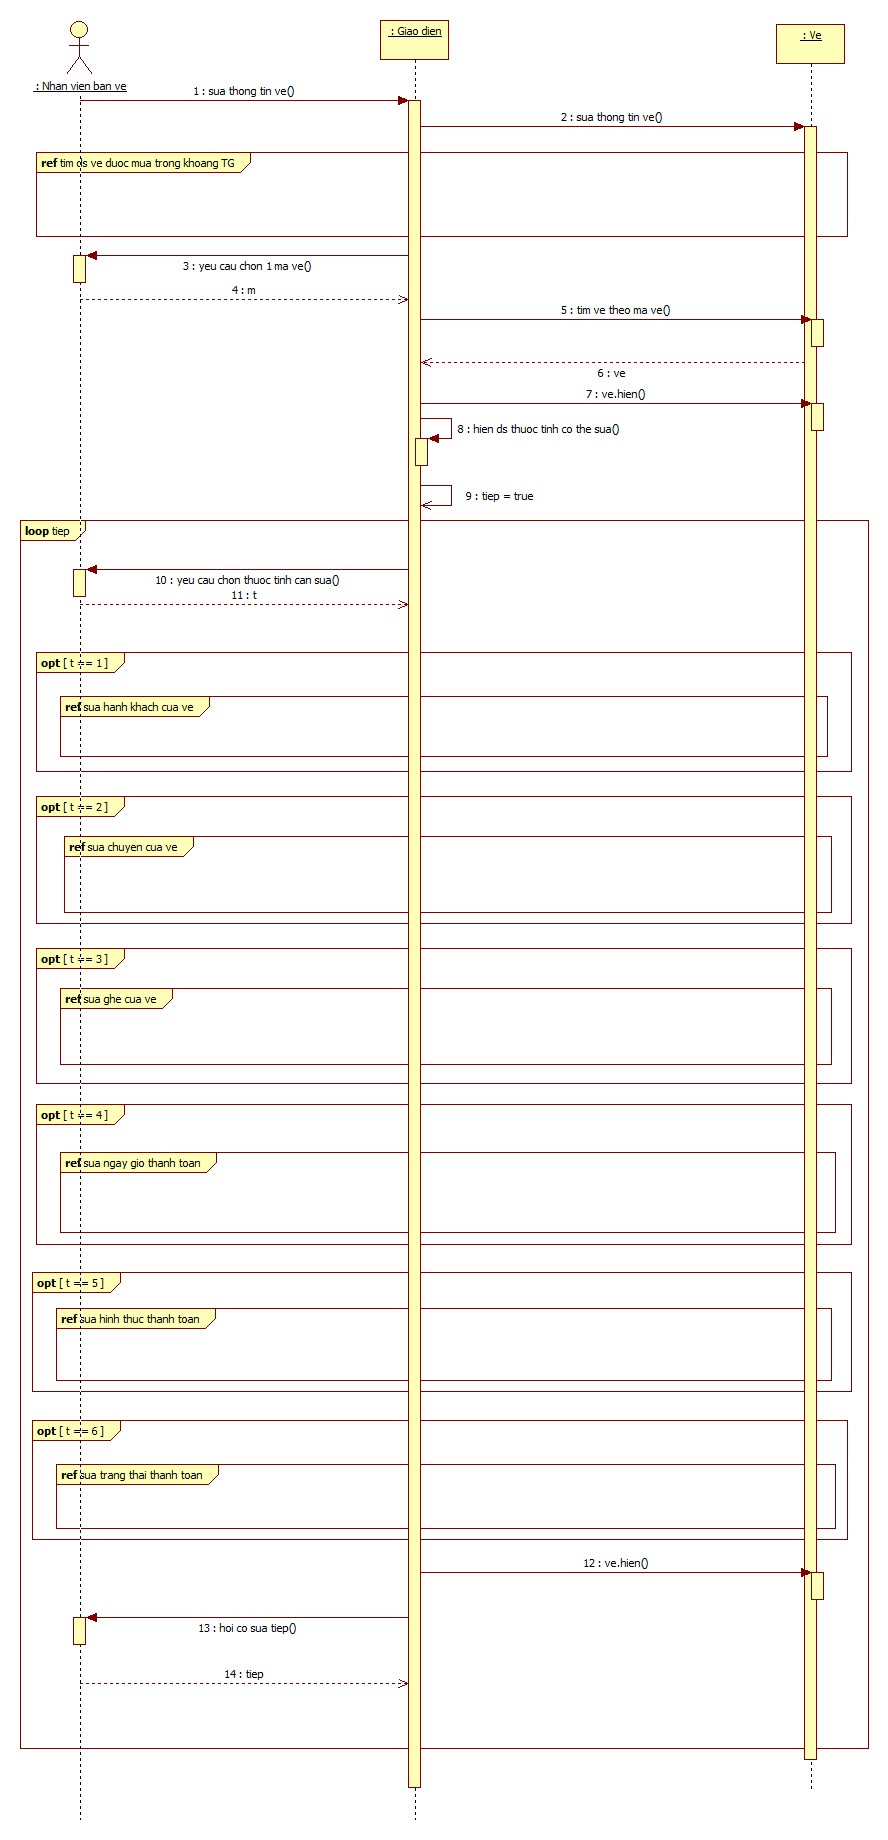 : Giao dien
: Ve
: Nhan vien ban ve
1 : sua thong tin ve()
2 : sua thong tin ve()
ref tim ds ve duoc mua trong khoang TG
3 : yeu cau chon 1 ma ve()
4 : m
5 : tim ve theo ma ve()
6 : ve
7 : ve.hien()
8 : hien ds thuoc tinh co the sua()
9 : tiep = true
loop tiep
10 : yeu cau chon thuoc tinh can sua()
11 : t
opt [ t == 1 ]
ref sua hanh khach cua ve
opt [ t == 2 ]
ref sua chuyen cua ve
opt [ t == 3 ]
ref sua ghe cua ve
opt [ t == 4 ]
ref sua ngay gio thanh toan
opt [ t == 5 ]
ref sua hinh thuc thanh toan
opt [ t == 6 ]
ref sua trang thai thanh toan
12 : ve.hien()
13 : hoi co sua tiep()
14 : tiep